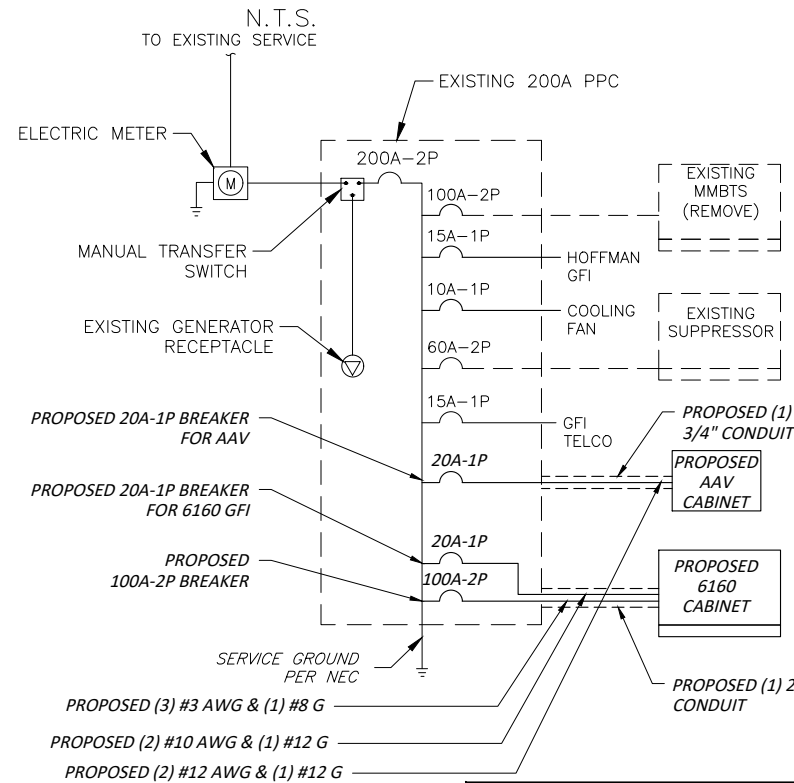 N.T.S.
TO EXISTING SERVICE
EXISTING 200A PPC
ELECTRIC METER
M
200A-2P
MANUAL TRANSFER
SWITCH
EXISTING GENERATOR
RECEPTACLE
100A-2P
EXISTING
MMBTS
(REMOVE)
15A-1P
HOFFMAN
GFI
10A-1P
COOLING
FAN
60A-2P
EXISTING
SUPPRESSOR
15A-1P
GFI
TELCO
PROPOSED 20A-1P BREAKER
FOR AAV
20A-1P
PROPOSED (1)
3/4" CONDUIT
PROPOSED
AAV
CABINET
PROPOSED 20A-1P BREAKER
FOR 6160 GFI
20A-1P
PROPOSED
100A-2P BREAKER
100A-2P
PROPOSED
6160
CABINET
SERVICE GROUND
PER NEC
PROPOSED (1) 2
CONDUIT
PROPOSED (3) #3 AWG & (1) #8 G
PROPOSED (2) #10 AWG & (1) #12 G
PROPOSED (2) #12 AWG & (1) #12 G